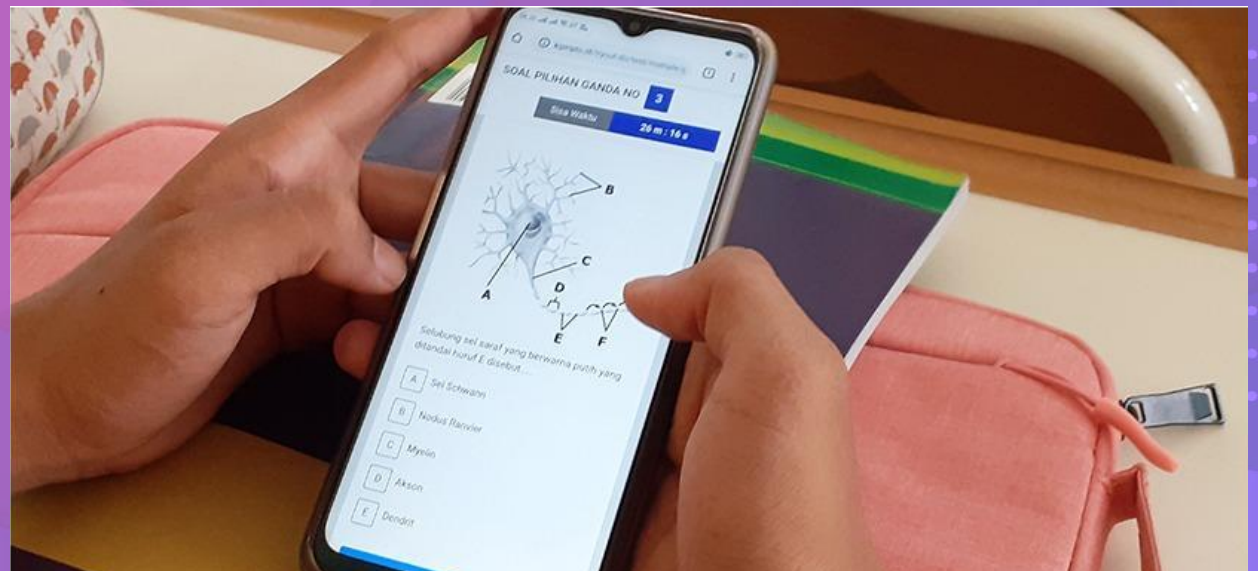 SOAL PILIHAN GANDA NO 3
Sisa Waktu 26 m : 16 s
B
C
D
A
E F
Selubung sel saraf yang berwarna putih yang
ditandai huruf E disebut....
A Sel Schwann
B Nodus Ranvier
C Myelin
D Akson
E Dendrit